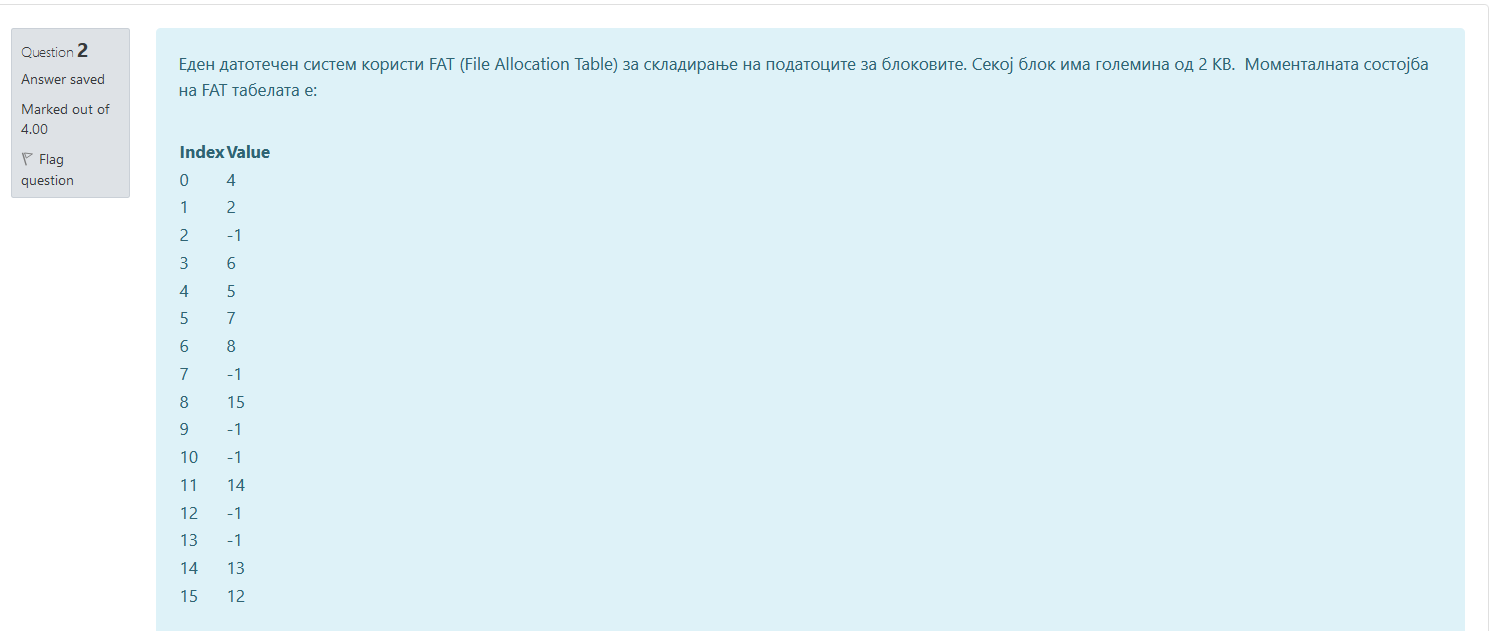 Question 2
Answer saved
Marked out of
4.00
Flag
question
Еден датотечен систем користи FAT (File Allocation Table) за складирање на податоците за блоковите. Секој блок има големина од 2 KB. Моменталната состојба
на FAT табелата е:
Index Value
0 4
1 2
2 -1
3 6
4 5
5 7
6 8
7 -1
8 15
9 -1
10 -1
11 14
12 -1
13 -1
14 13
15 12